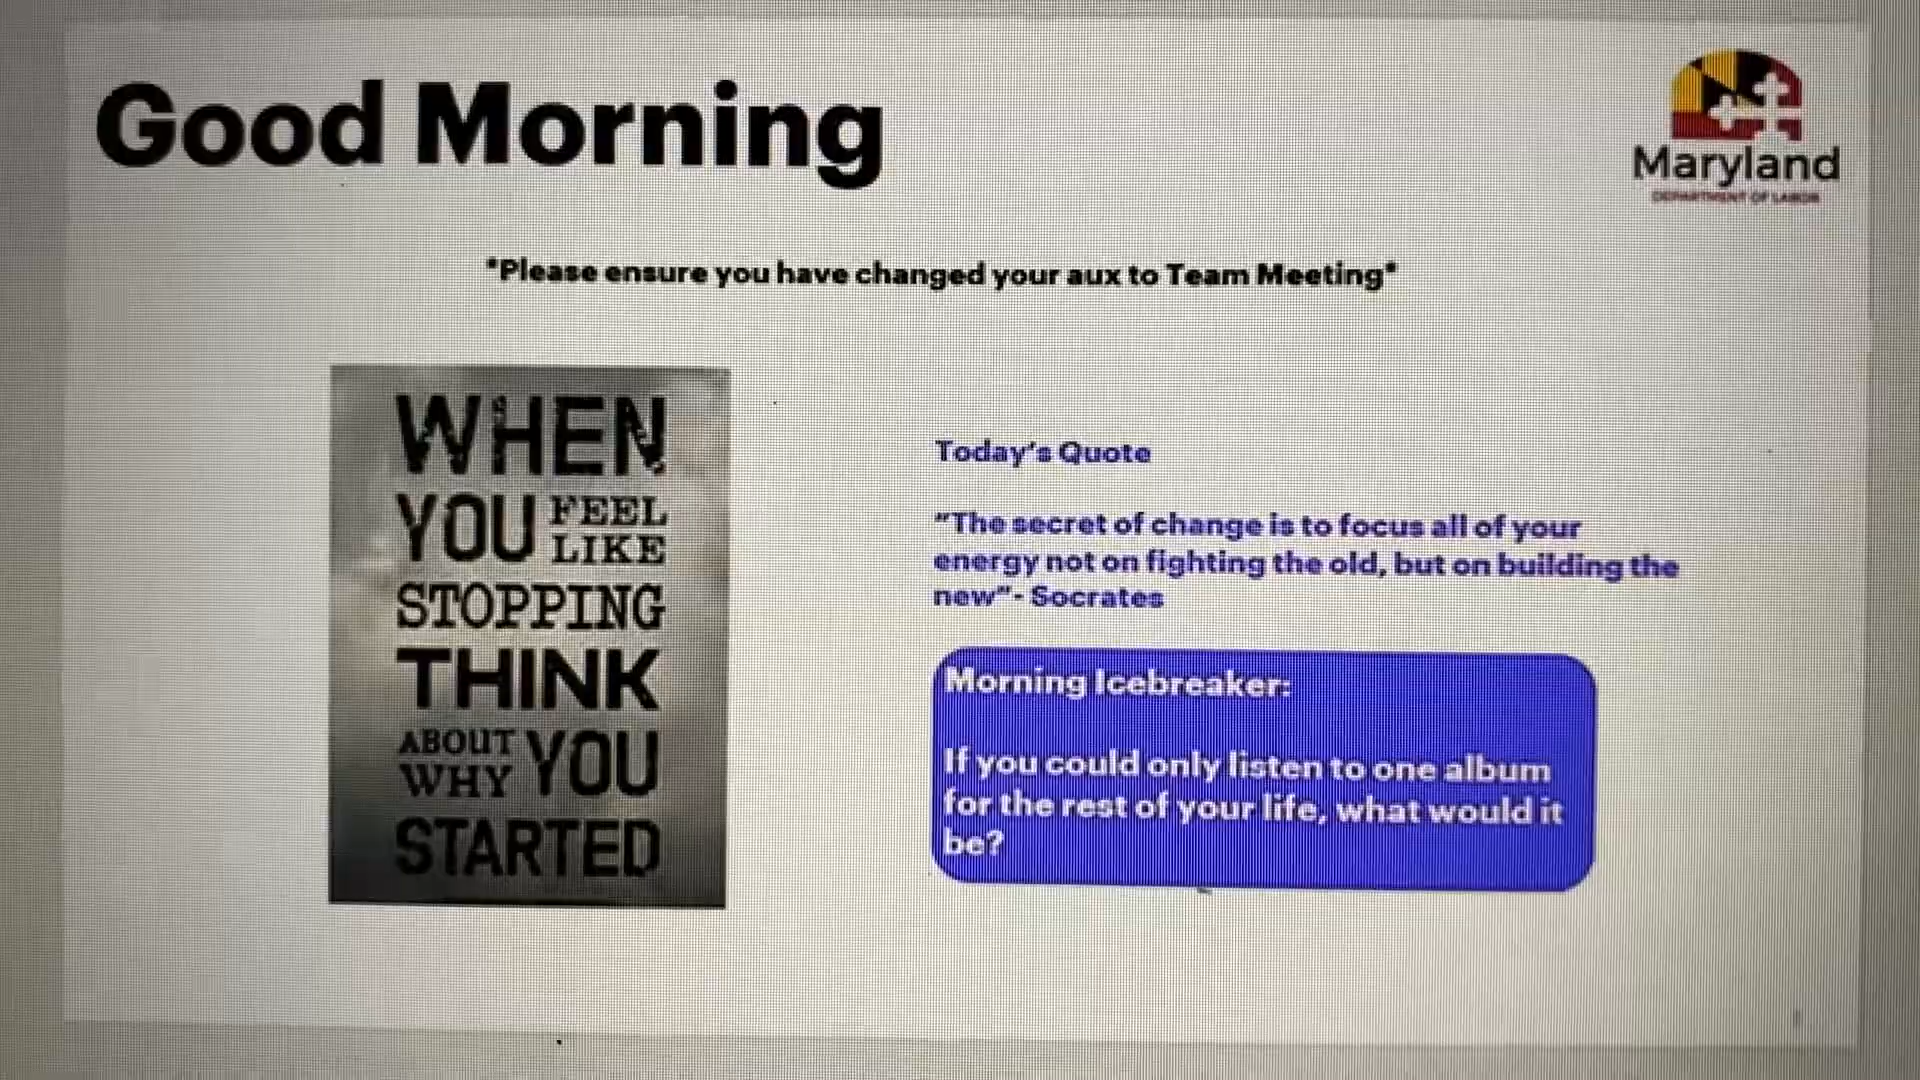 Good Morning
Maryland
DEPARTMENT OF LABOR
*Please ensure you have changed your aux to Team Meeting*
WHEN
YOU FEEL
LIKE
STOPPING
THINK
ABOUT
WHY YOU
STARTED
Today's Quote
"The secret of change is to focus all of your
energy not on fighting the old, but on building the
new"- Socrates
Morning Icebreaker:
If you could only listen to one album
for the rest of your life, what would it
be?